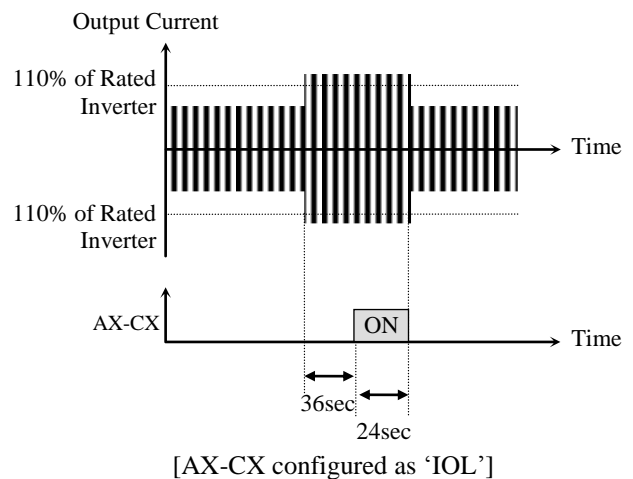 Output Current
110% of Rated
Inverter
Time
110% of Rated
Inverter
AX-CX
ON
Time
36sec
24sec
[AX-CX configured as ‘IOL’]